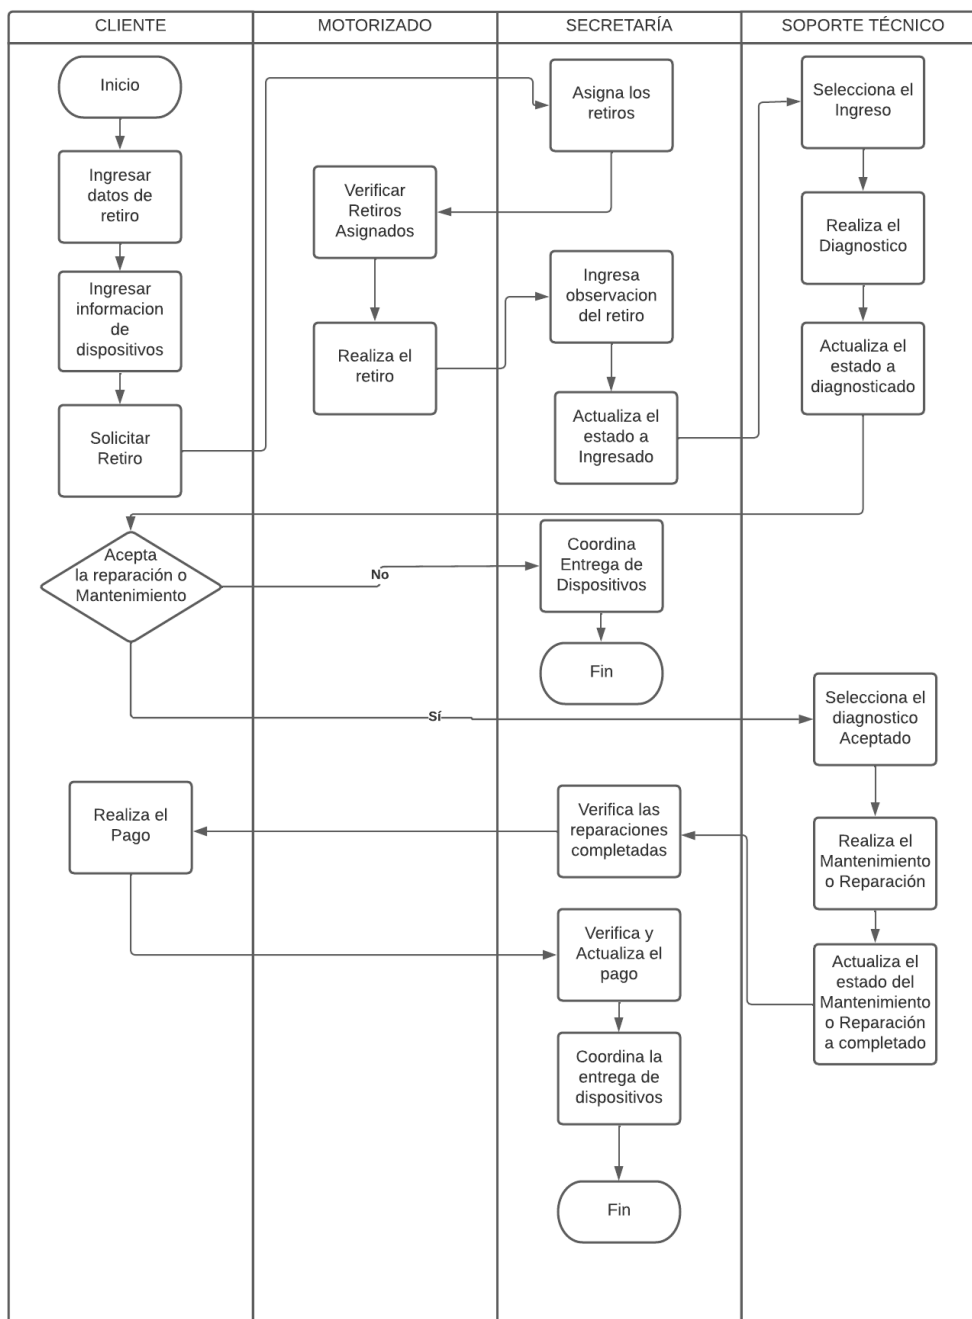 CLIENTE
MOTORIZADO
SECRETARÍA
SOPORTE TÉCNICO
Inicio
Ingresar
datos de
retiro
Ingresar
informacion
de
dispositivos
Solicitar
Retiro
Asigna los
retiros
Verificar
Retiros
Asignados
Realiza el
retiro
Ingresa
observacion
del retiro
Actualiza el
estado a
Ingresado
Selecciona el
Ingreso
Realiza el
Diagnostico
Actualiza el
estado a
diagnosticado
Acepta
la reparación o
Mantenimiento
No
Coordina
Entrega de
Dispositivos
Fin
Sí
Selecciona el
diagnostico
Aceptado
Realiza el
Mantenimiento
o Reparación
Actualiza el
estado del
Mantenimiento
o Reparación
a completado
Verifica las
reparaciones
completadas
Realiza el
Pago
Verifica y
Actualiza el
pago
Coordina la
entrega de
dispositivos
Fin